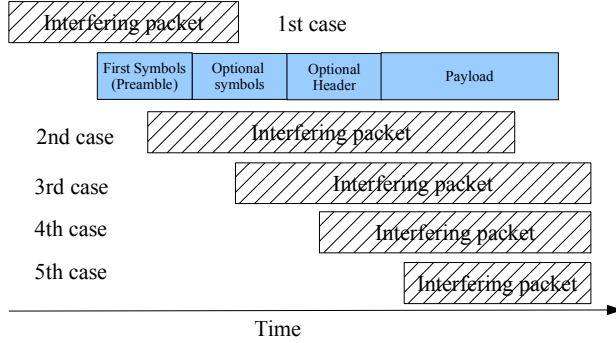 Interfering packet
1st case
First Symbols
(Preamble)
Optional
symbols
Optional
Header
Payload
2nd case
Interfering packet
3rd case
Interfering packet
4th case
Interfering packet
5th case
Interfering packet
Time